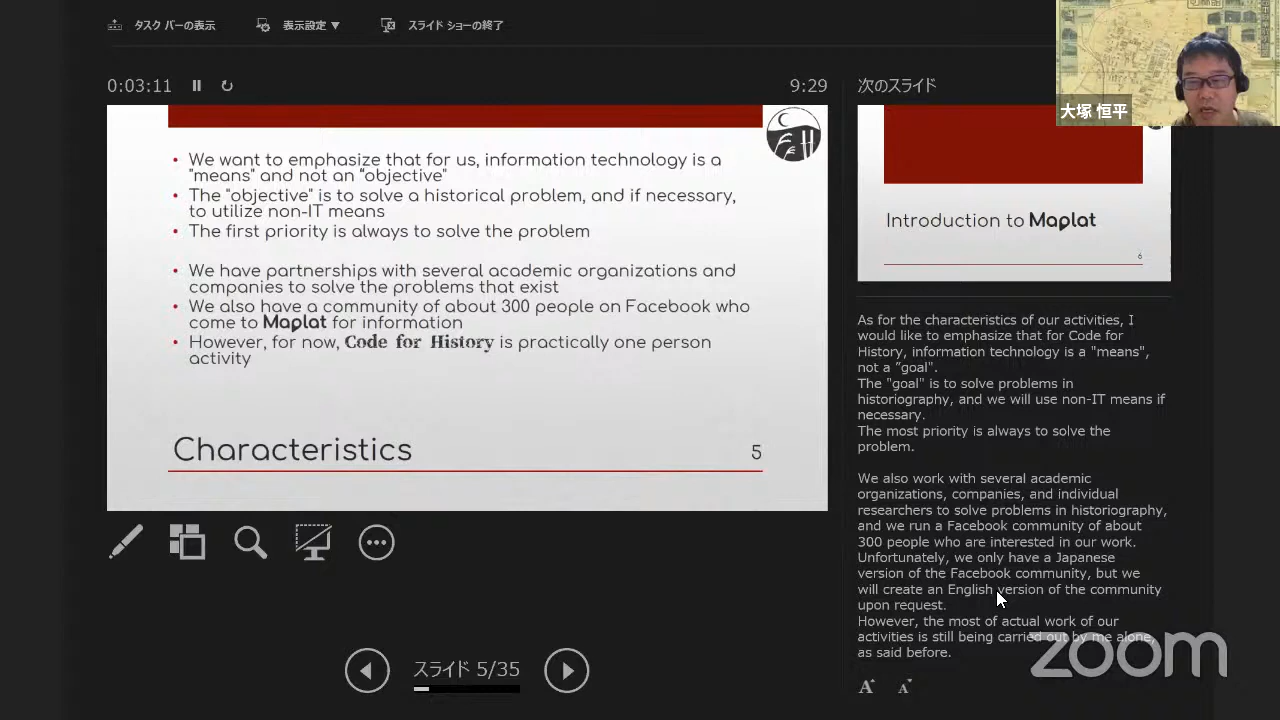 タスク バーの表示
表示設定 ▼
スライド ショーの終了
0:03:11
9:29
次のスライド
大塚 恒平
We want to emphasize that for us, information technology is a
"means" and not an "objective"
The "objective" is to solve a historical problem, and if necessary,
to utilize non-IT means
The first priority is always to solve the problem
We have partnerships with several academic organizations and
companies to solve the problems that exist
We also have a community of about 300 people on Facebook who
come to Maplat for information
However, for now, Code for History is practically one person
activity
Characteristics
5
Introduction to Maplat
6
As for the characteristics of our activities, I
would like to emphasize that for Code for
History, information technology is a "means",
not a "goal".
The "goal" is to solve problems in
historiography, and we will use non-IT means if
necessary.
The most priority is always to solve the
problem.
We also work with several academic
organizations, companies, and individual
researchers to solve problems in historiography,
and we run a Facebook community of about
300 people who are interested in our work.
Unfortunately, we only have a Japanese
version of the Facebook community, but we
will create an English version of the community
upon request.
However, the most of actual work of our
activities is still being carried out by me alone,
as said before.
スライド 5/35
A A
zoom